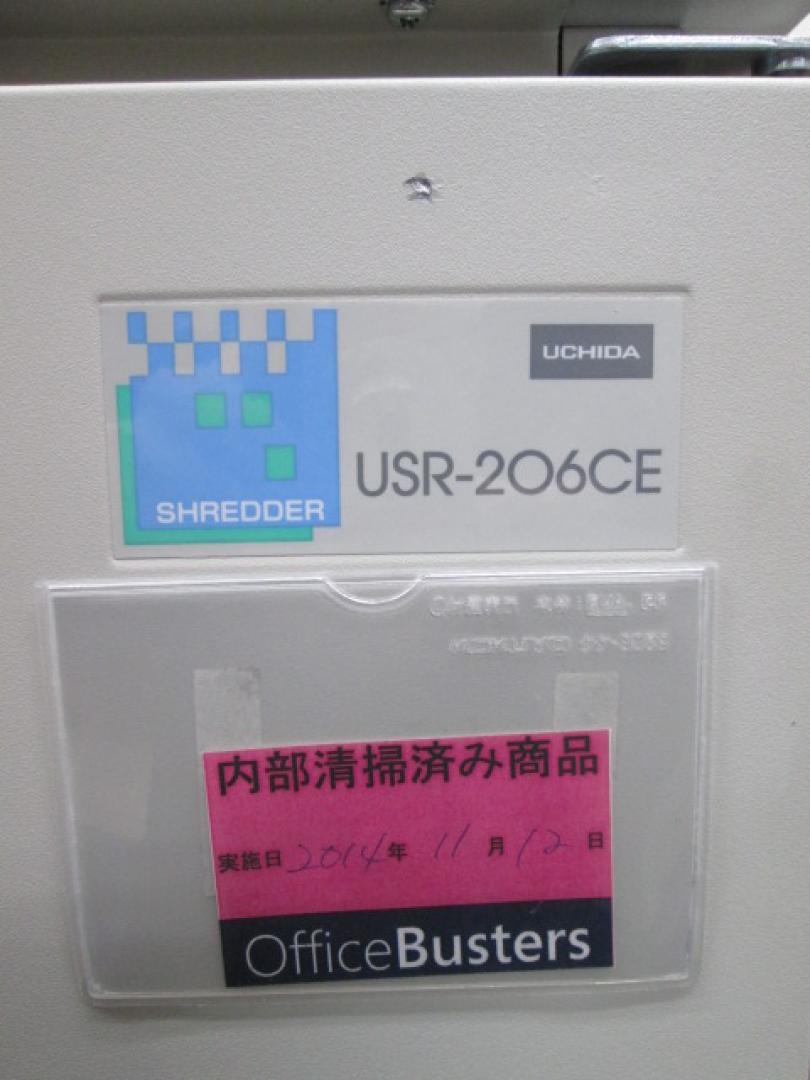 UCHIDA
USR-206CE
SHREDDER
内部清掃済み商品
実施日 2014年 11月 12日
OfficeBusters